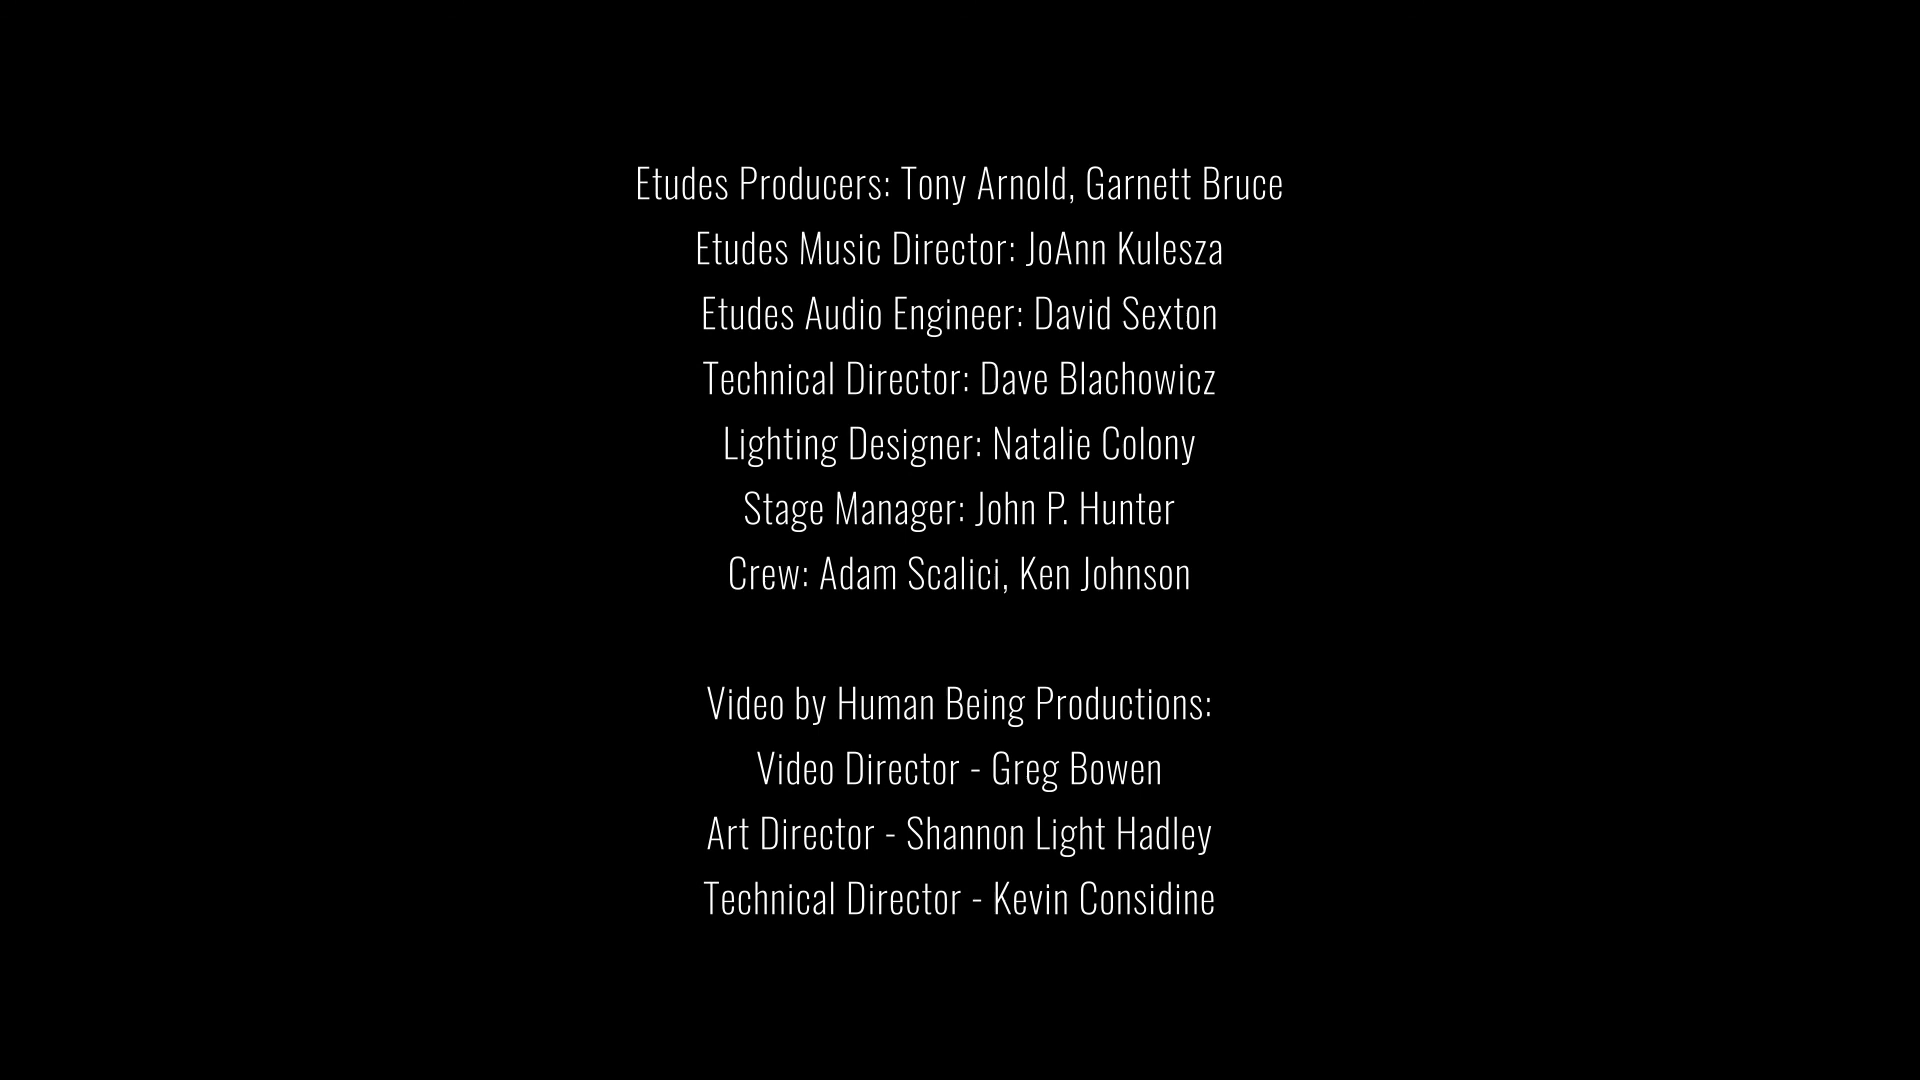 Etudes Producers: Tony Arnold, Garnett Bruce
Etudes Music Director: JoAnn Kulesza
Etudes Audio Engineer: David Sexton
Technical Director: Dave Blachowicz
Lighting Designer: Natalie Colony
Stage Manager: John P. Hunter
Crew: Adam Scalici, Ken Johnson
Video by Human Being Productions:
Video Director - Greg Bowen
Art Director - Shannon Light Hadley
Technical Director - Kevin Considine